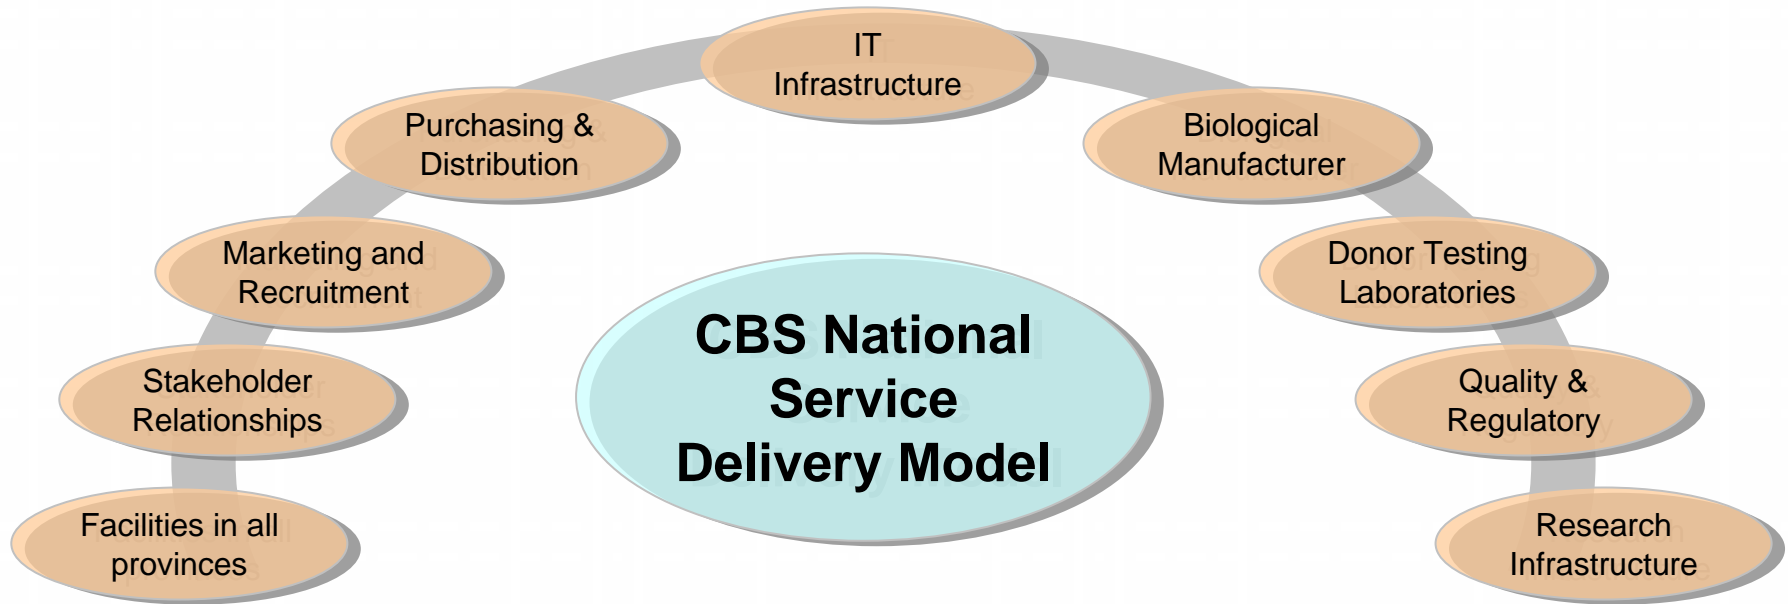 IT
Infrastructure
Purchasing &
Distribution
Biological
Manufacturer
Marketing and
Recruitment
Donor Testing
Laboratories
CBS National
Service
Delivery Model
Stakeholder
Relationships
Quality &
Regulatory
Facilities in all
provinces
Research
Infrastructure